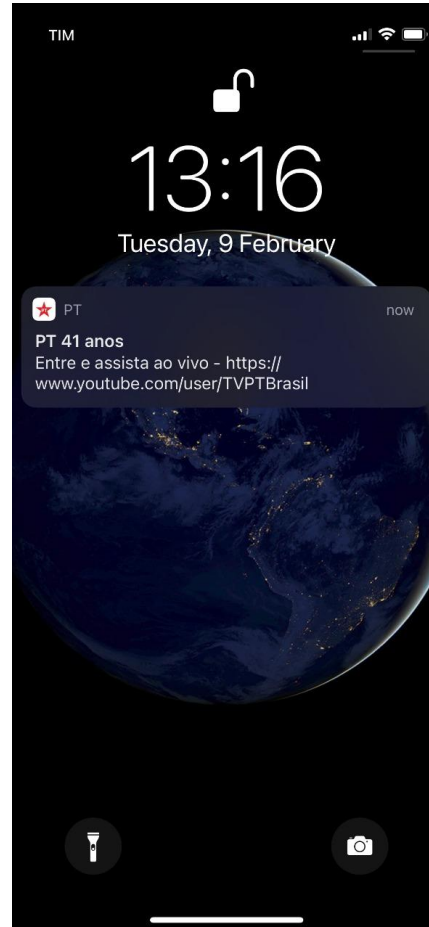 TIM
13:16
Tuesday, 9 February
PT now
PT 41 anos
Entre e assista ao vivo - https://
www.youtube.com/user/TVPTBrasil